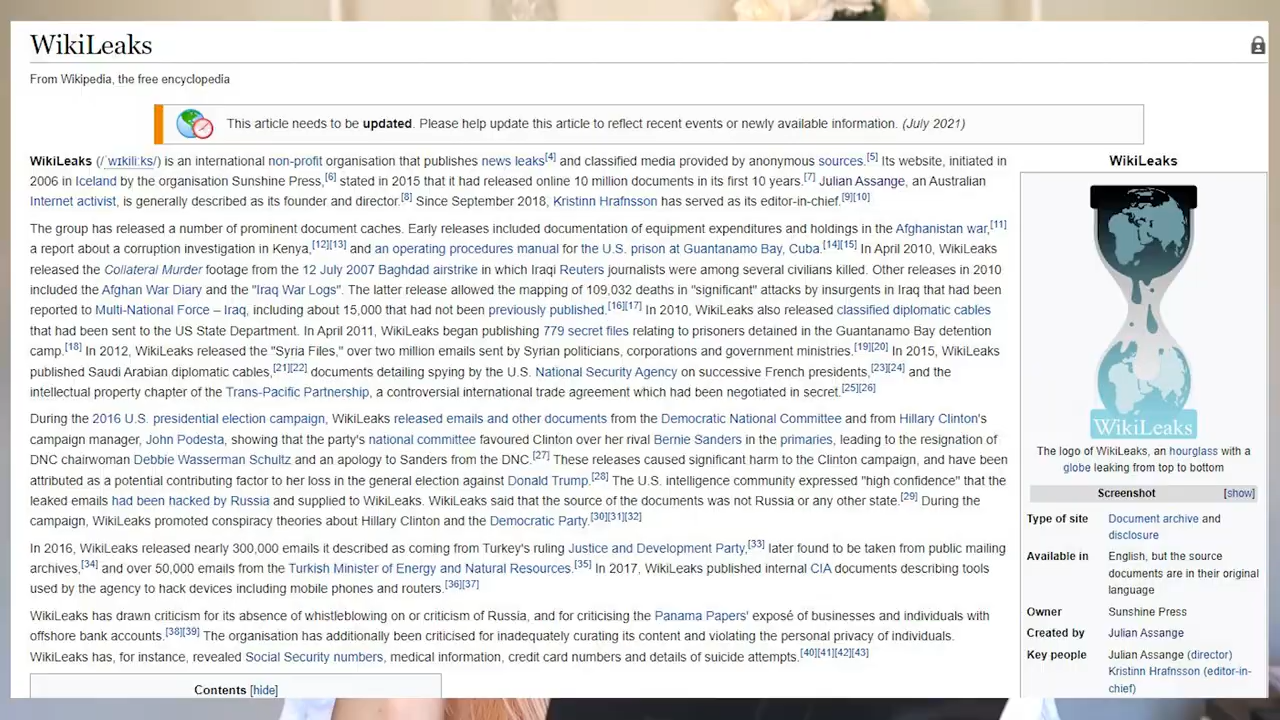 WikiLeaks
From Wikipedia, the free encyclopedia
This article needs to be updated. Please help update this article to reflect recent events or newly available information. (July 2021)
WikiLeaks (/ˈwɪkiliːks/) is an international non-profit organisation that publishes news leaks[4] and classified media provided by anonymous sources.[5] Its website, initiated in
2006 in Iceland by the organisation Sunshine Press,[6] stated in 2015 that it had released online 10 million documents in its first 10 years.[7] Julian Assange, an Australian
Internet activist, is generally described as its founder and director.[8] Since September 2018, Kristinn Hrafnsson has served as its editor-in-chief.[9][10]
The group has released a number of prominent document caches. Early releases included documentation of equipment expenditures and holdings in the Afghanistan war,[11]
a report about a corruption investigation in Kenya,[12][13] and an operating procedures manual for the U.S. prison at Guantanamo Bay, Cuba.[14][15] In April 2010, WikiLeaks
released the Collateral Murder footage from the 12 July 2007 Baghdad airstrike in which Iraqi Reuters journalists were among several civilians killed. Other releases in 2010
included the Afghan War Diary and the "Iraq War Logs". The latter release allowed the mapping of 109,032 deaths in "significant" attacks by insurgents in Iraq that had been
reported to Multi-National Force – Iraq, including about 15,000 that had not been previously published.[16][17] In 2010, WikiLeaks also released classified diplomatic cables
that had been sent to the US State Department. In April 2011, WikiLeaks began publishing 779 secret files relating to prisoners detained in the Guantanamo Bay detention
camp.[18] In 2012, WikiLeaks released the "Syria Files," over two million emails sent by Syrian politicians, corporations and government ministries.[19][20] In 2015, WikiLeaks
published Saudi Arabian diplomatic cables,[21][22] documents detailing spying by the U.S. National Security Agency on successive French presidents,[23][24] and the
intellectual property chapter of the Trans-Pacific Partnership, a controversial international trade agreement which had been negotiated in secret.[25][26]
During the 2016 U.S. presidential election campaign, WikiLeaks released emails and other documents from the Democratic National Committee and from Hillary Clinton's
campaign manager, John Podesta, showing that the party's national committee favoured Clinton over her rival Bernie Sanders in the primaries, leading to the resignation of
DNC chairwoman Debbie Wasserman Schultz and an apology to Sanders from the DNC.[27] These releases caused significant harm to the Clinton campaign, and have been
attributed as a potential contributing factor to her loss in the general election against Donald Trump.[28] The U.S. intelligence community expressed "high confidence" that the
leaked emails had been hacked by Russia and supplied to WikiLeaks. WikiLeaks said that the source of the documents was not Russia or any other state.[29] During the
campaign, WikiLeaks promoted conspiracy theories about Hillary Clinton and the Democratic Party.[30][31][32]
In 2016, WikiLeaks released nearly 300,000 emails it described as coming from Turkey's ruling Justice and Development Party,[33] later found to be taken from public mailing
archives,[34] and over 50,000 emails from the Turkish Minister of Energy and Natural Resources.[35] In 2017, WikiLeaks published internal CIA documents describing tools
used by the agency to hack devices including mobile phones and routers.[36][37]
WikiLeaks has drawn criticism for its absence of whistleblowing on or criticism of Russia, and for criticising the Panama Papers' exposé of businesses and individuals with
offshore bank accounts.[38][39] The organisation has additionally been criticised for inadequately curating its content and violating the personal privacy of individuals.
WikiLeaks has, for instance, revealed Social Security numbers, medical information, credit card numbers and details of suicide attempts.[40][41][42][43]
Contents [hide]
WikiLeaks
WikiLeaks
The logo of WikiLeaks, an hourglass with a
globe leaking from top to bottom
Screenshot [show]
Type of site Document archive and
disclosure
Available in English, but the source
documents are in their original
language
Owner Sunshine Press
Created by Julian Assange
Key people Julian Assange (director)
Kristinn Hrafnsson (editor-in-
chief)